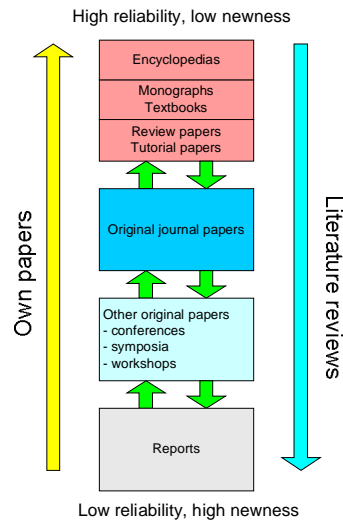 High reliability, low newness
Encyclopedias
Monographs
Textbooks
Review papers
Tutorial papers
Own papers
Original journal papers
Literature reviews
Other original papers
- conferences
- symposia
- workshops
Reports
Low reliability, high newness